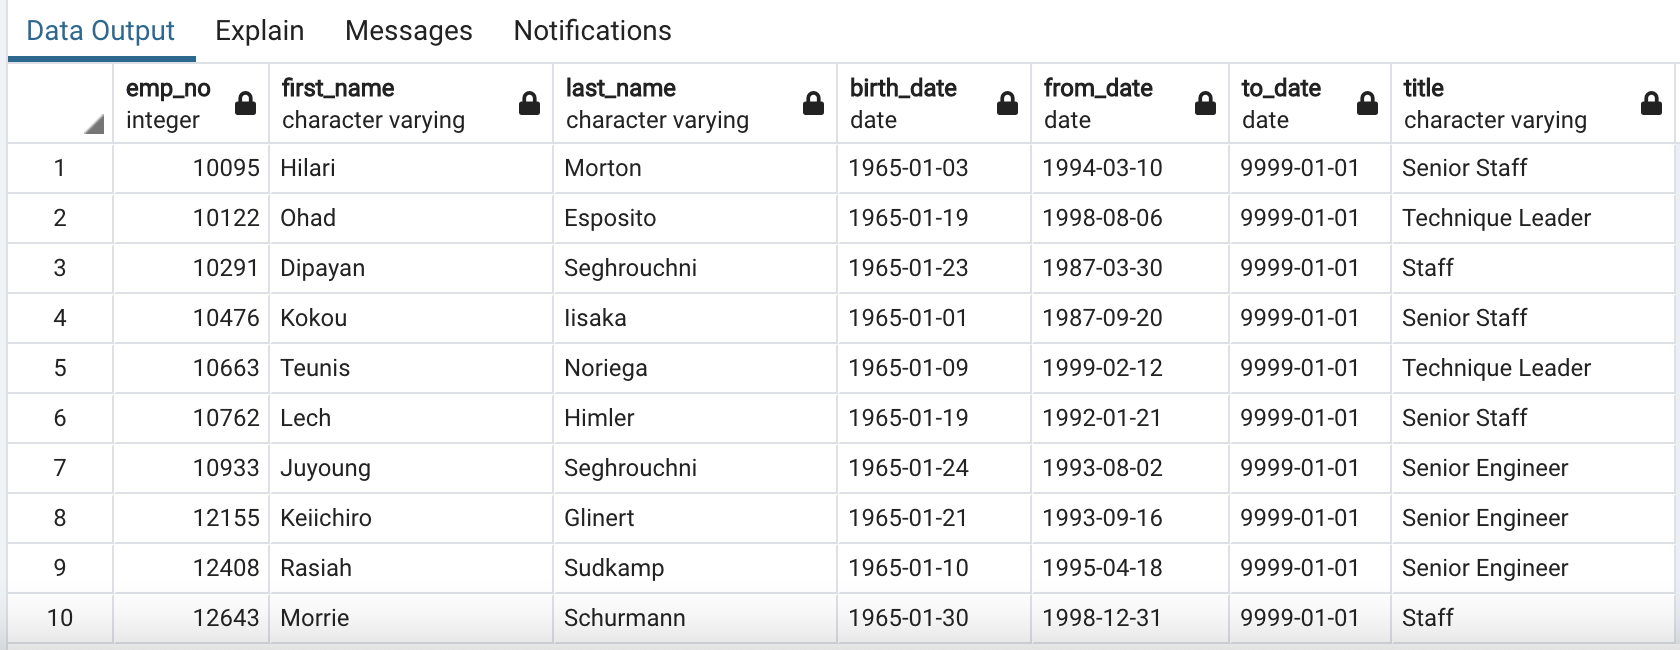 Data Output Explain Messages Notifications
emp_no first_name last_name birth_date from_date to_date title
integer character varying character varying date date date character varying
1 10095 Hilari Morton 1965-01-03 1994-03-10 9999-01-01 Senior Staff
2 10122 Ohad Esposito 1965-01-19 1998-08-06 9999-01-01 Technique Leader
3 10291 Dipayan Seghrouchni 1965-01-23 1987-03-30 9999-01-01 Staff
4 10476 Kokou Iisaka 1965-01-01 1987-09-20 9999-01-01 Senior Staff
5 10663 Teunis Noriega 1965-01-09 1999-02-12 9999-01-01 Technique Leader
6 10762 Lech Himler 1965-01-19 1992-01-21 9999-01-01 Senior Staff
7 10933 Juyoung Seghrouchni 1965-01-24 1993-08-02 9999-01-01 Senior Engineer
8 12155 Keiichiro Glinert 1965-01-21 1993-09-16 9999-01-01 Senior Engineer
9 12408 Rasiah Sudkamp 1965-01-10 1995-04-18 9999-01-01 Senior Engineer
10 12643 Morrie Schurmann 1965-01-30 1998-12-31 9999-01-01 Staff